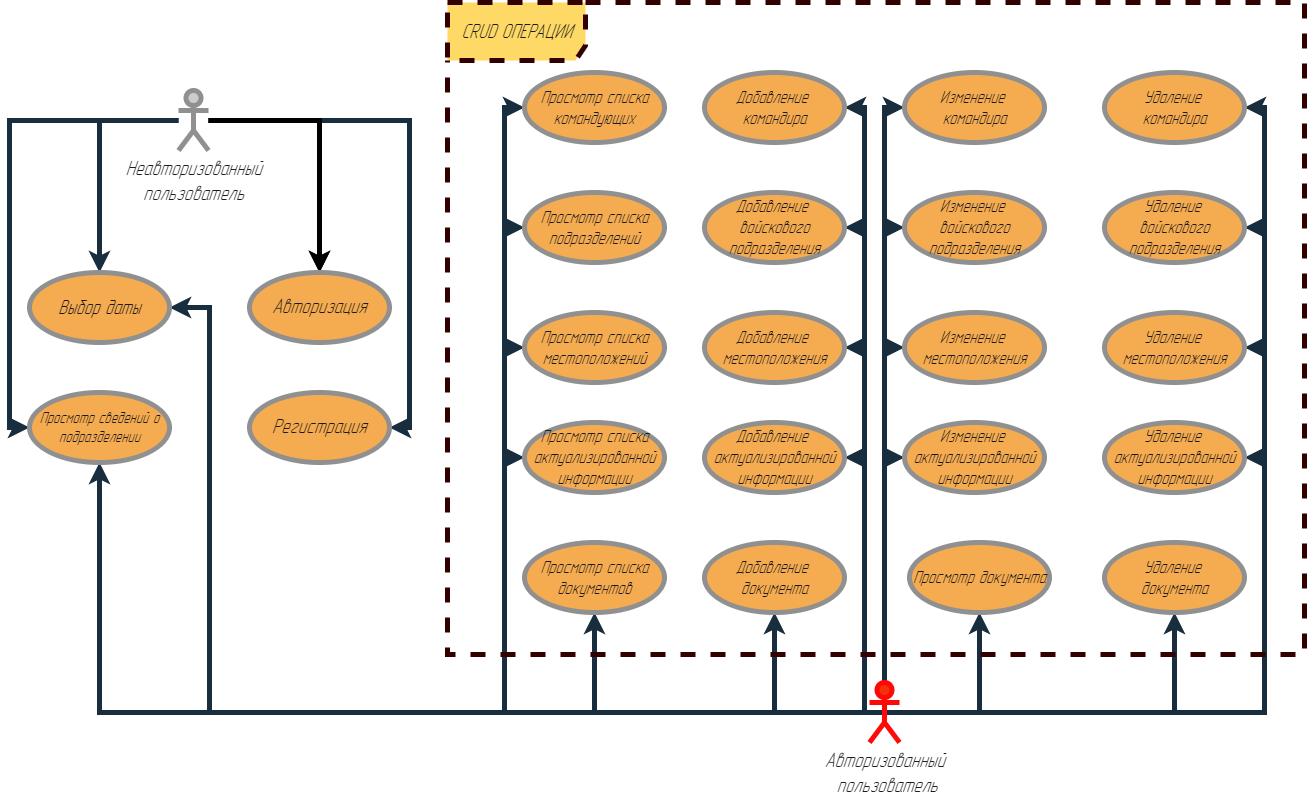 CRUD ОПЕРАЦИИ
Неавторизованный
пользователь
Выбор даты
Авторизация
Просмотр сведений о
подразделении
Регистрация
Просмотр списка
командующих
Добавление
командира
Изменение
командира
Удаление
командира
Просмотр списка
подразделений
Добавление
войскового
подразделения
Изменение
войскового
подразделения
Удаление
войскового
подразделения
Просмотр списка
местоположений
Добавление
местоположения
Изменение
местоположения
Удаление
местоположения
Просмотр списка
актуализированной
информации
Добавление
актуализированной
информации
Изменение
актуализированной
информации
Удаление
актуализированной
информации
Просмотр списка
документов
Добавление
документа
Просмотр документа
Удаление
документа
Авторизованный
пользователь